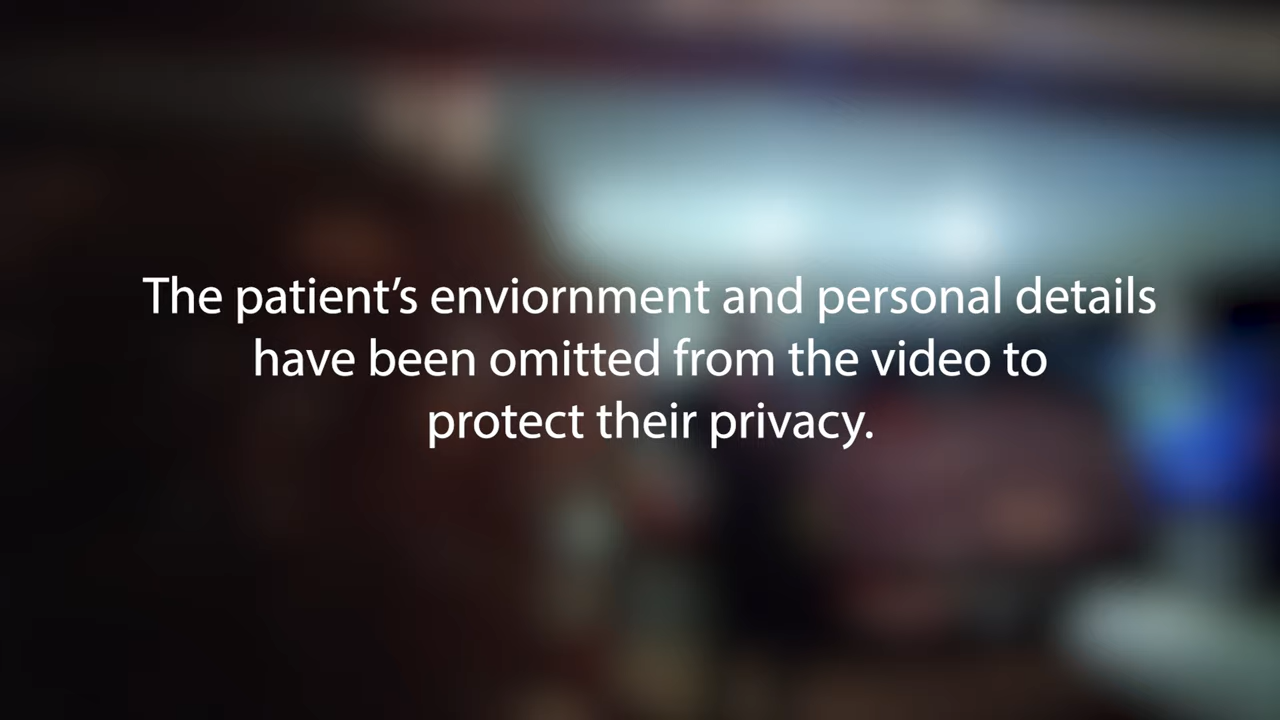 The patient’s enviornment and personal details
have been omitted from the video to
protect their privacy.